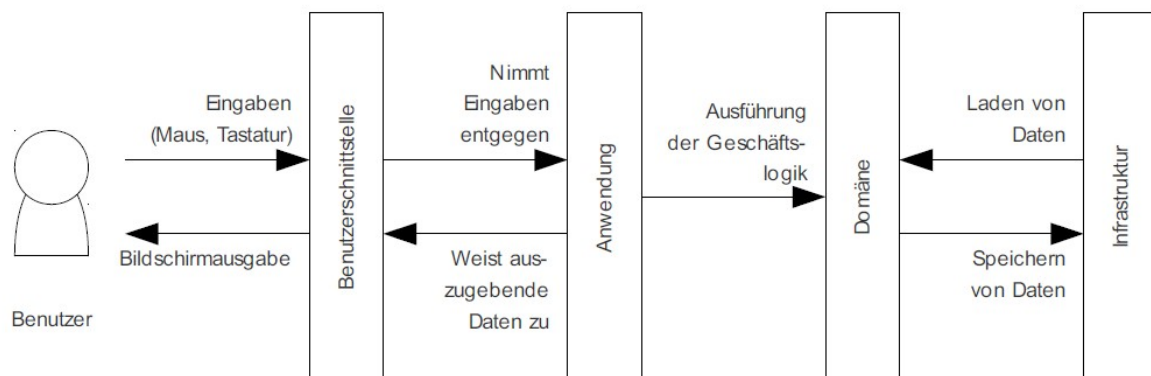 Eingaben
(Maus, Tastatur)
Bildschirmausgabe
Benutzer
Benutzerschnittstelle
Nimmt
Eingaben
entgegen
Weist aus-
zugebende
Daten zu
Anwendung
Ausführung
der Geschäfts-
logik
Domäne
Laden von
Daten
Speichern
von Daten
Infrastruktur